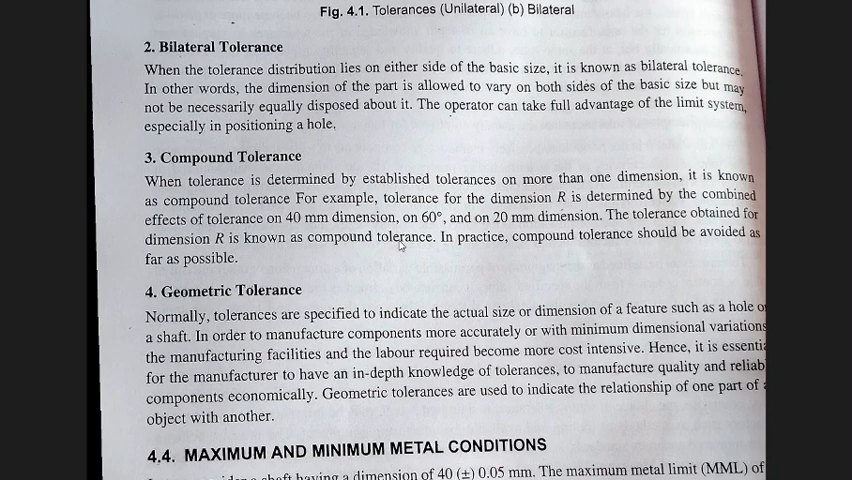 Fig. 4.1. Tolerances (Unilateral) (b) Bilateral
2. Bilateral Tolerance
When the tolerance distribution lies on either side of the basic size, it is known as bilateral tolerance.
In other words, the dimension of the part is allowed to vary on both sides of the basic size but may
not be necessarily equally disposed about it. The operator can take full advantage of the limit system,
especially in positioning a hole.
3. Compound Tolerance
When tolerance is determined by established tolerances on more than one dimension, it is known
as compound tolerance For example, tolerance for the dimension R is determined by the combined
effects of tolerance on 40 mm dimension, on 60°, and on 20 mm dimension. The tolerance obtained for
dimension R is known as compound tolerance. In practice, compound tolerance should be avoided as
far as possible.
4. Geometric Tolerance
Normally, tolerances are specified to indicate the actual size or dimension of a feature such as a hole or
a shaft. In order to manufacture components more accurately or with minimum dimensional variations
the manufacturing facilities and the labour required become more cost intensive. Hence, it is
for the manufacturer to have an in-depth knowledge of tolerances, to manufacture quality and
components economically. Geometric tolerances are used to indicate the relationship of one part of
object with another.
4.4. MAXIMUM AND MINIMUM METAL CONDITIONS
shaft having a dimension of 40 (±) 0.05 mm. The maximum metal limit (MML) of